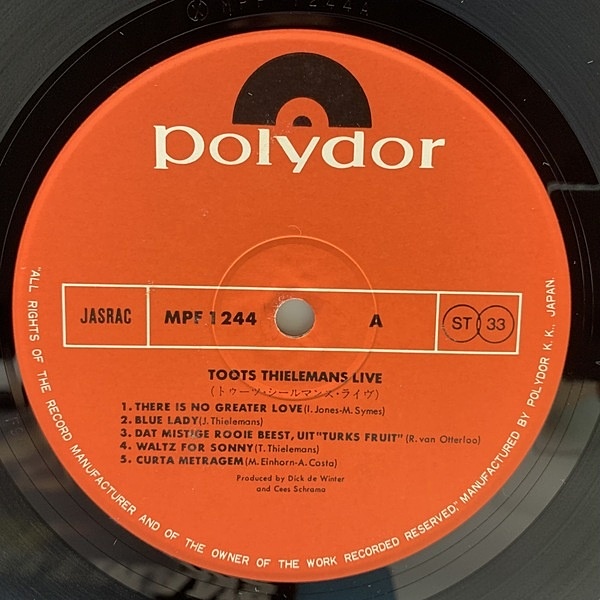 MPF 1244A
polydor
JASRAC MPF 1244 A ST 33
TOOTS THIELEMANS LIVE
(トゥーツ・シールマンス・ライヴ)
1. THERE IS NO GREATER LOVE (I. Jones-M. Symes)
2. BLUE LADY (J. Thielemans)
3. DAT MISTIGE ROOIE BEEST, UIT "TURKS FRUIT" (R. van Otterloo)
4. WALTZ FOR SONNY (T. Thielemans)
5. CURTA METRAGEM (M. Einhorn-A. Costa)
Produced by Dick de Winter
and Cees Schrama
"ALL RIGHTS OF THE RECORD MANUFACTURER AND OF THE OWNER OF THE WORK RECORDED RESERVED," MANUFACTURED BY POLYDOR K. K., JAPAN.